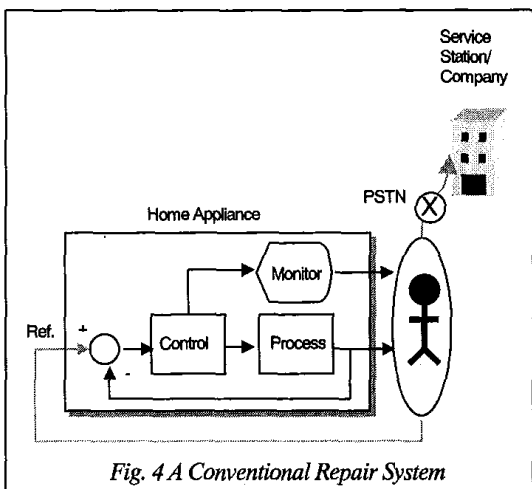 Service
Station/
Company
PSTN
X
Home Appliance
Monitor
Ref.
+
Control
Process
-
Fig. 4 A Conventional Repair System